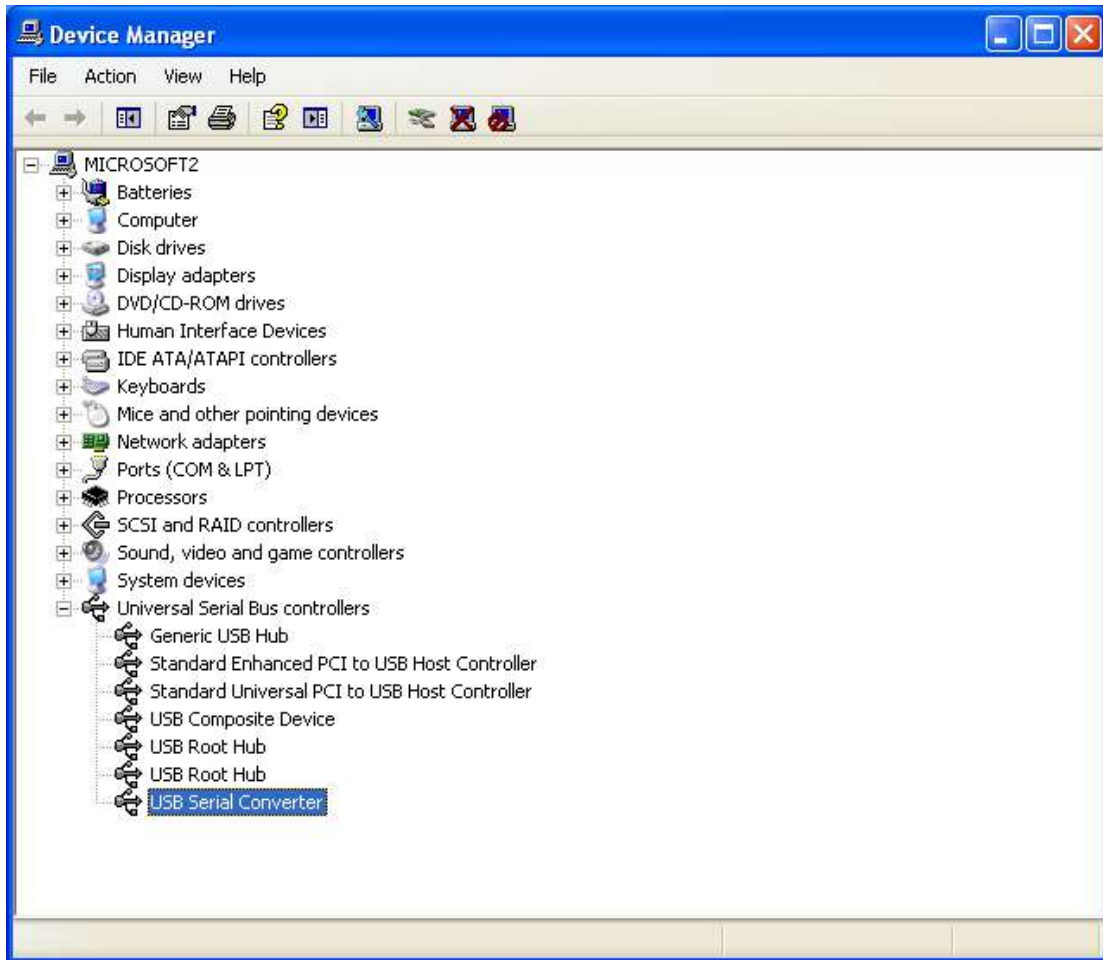 Device Manager
File Action View Help
MICROSOFT2
Batteries
Computer
Disk drives
Display adapters
DVD/CD-ROM drives
Human Interface Devices
IDE ATA/ATAPI controllers
Keyboards
Mice and other pointing devices
Network adapters
Ports (COM & LPT)
Processors
SCSI and RAID controllers
Sound, video and game controllers
System devices
Universal Serial Bus controllers
Generic USB Hub
Standard Enhanced PCI to USB Host Controller
Standard Universal PCI to USB Host Controller
USB Composite Device
USB Root Hub
USB Root Hub
USB Serial Converter